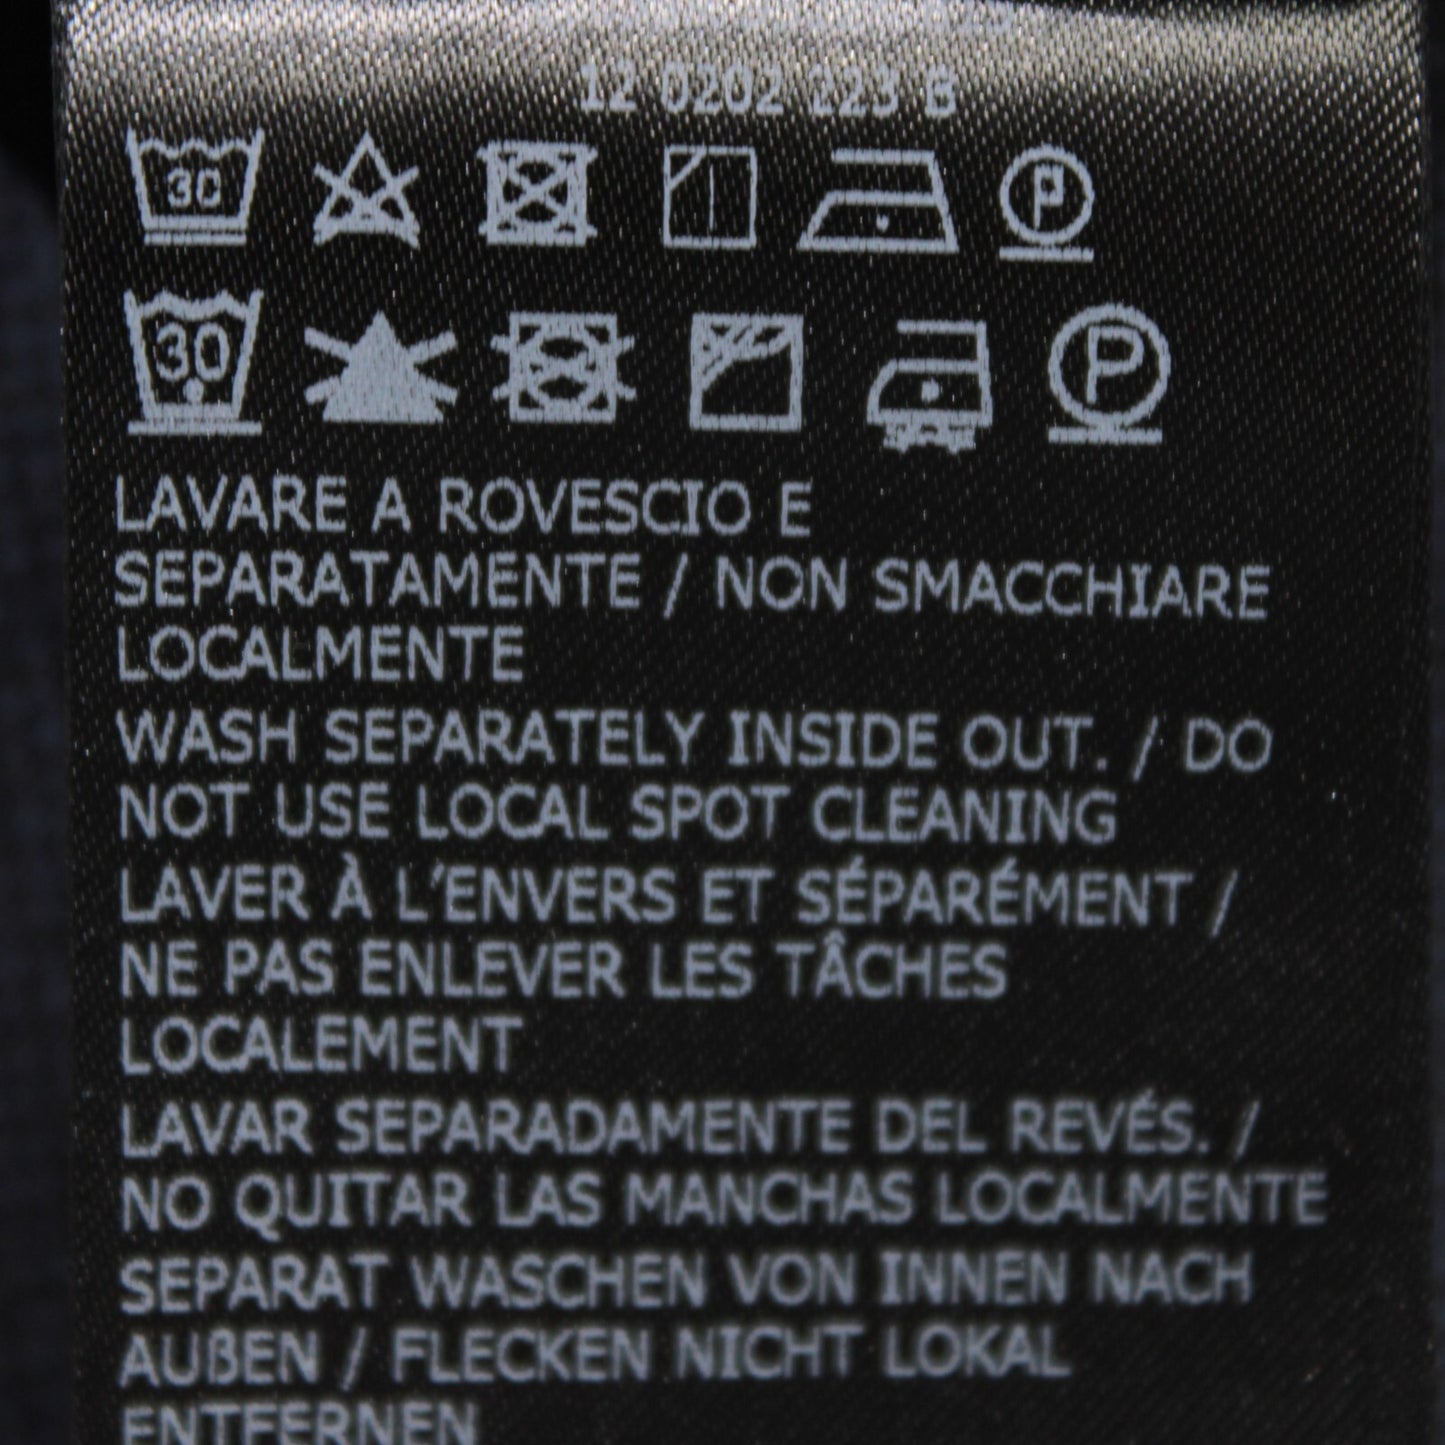 12 0202 223 B
30 P
30 P
LAVARE A ROVESCIO E
SEPARATAMENTE / NON SMACCHIARE
LOCALMENTE
WASH SEPARATELY INSIDE OUT. / DO
NOT USE LOCAL SPOT CLEANING
LAVER À L'ENVERS ET SÉPARÉMENT /
NE PAS ENLEVER LES TÂCHES
LOCALEMENT
LAVAR SEPARADAMENTE DEL REVÉS. /
NO QUITAR LAS MANCHAS LOCALMENTE
SEPARAT WASCHEN VON INNEN NACH
AUßEN / FLECKEN NICHT LOKAL
ENTFERNEN